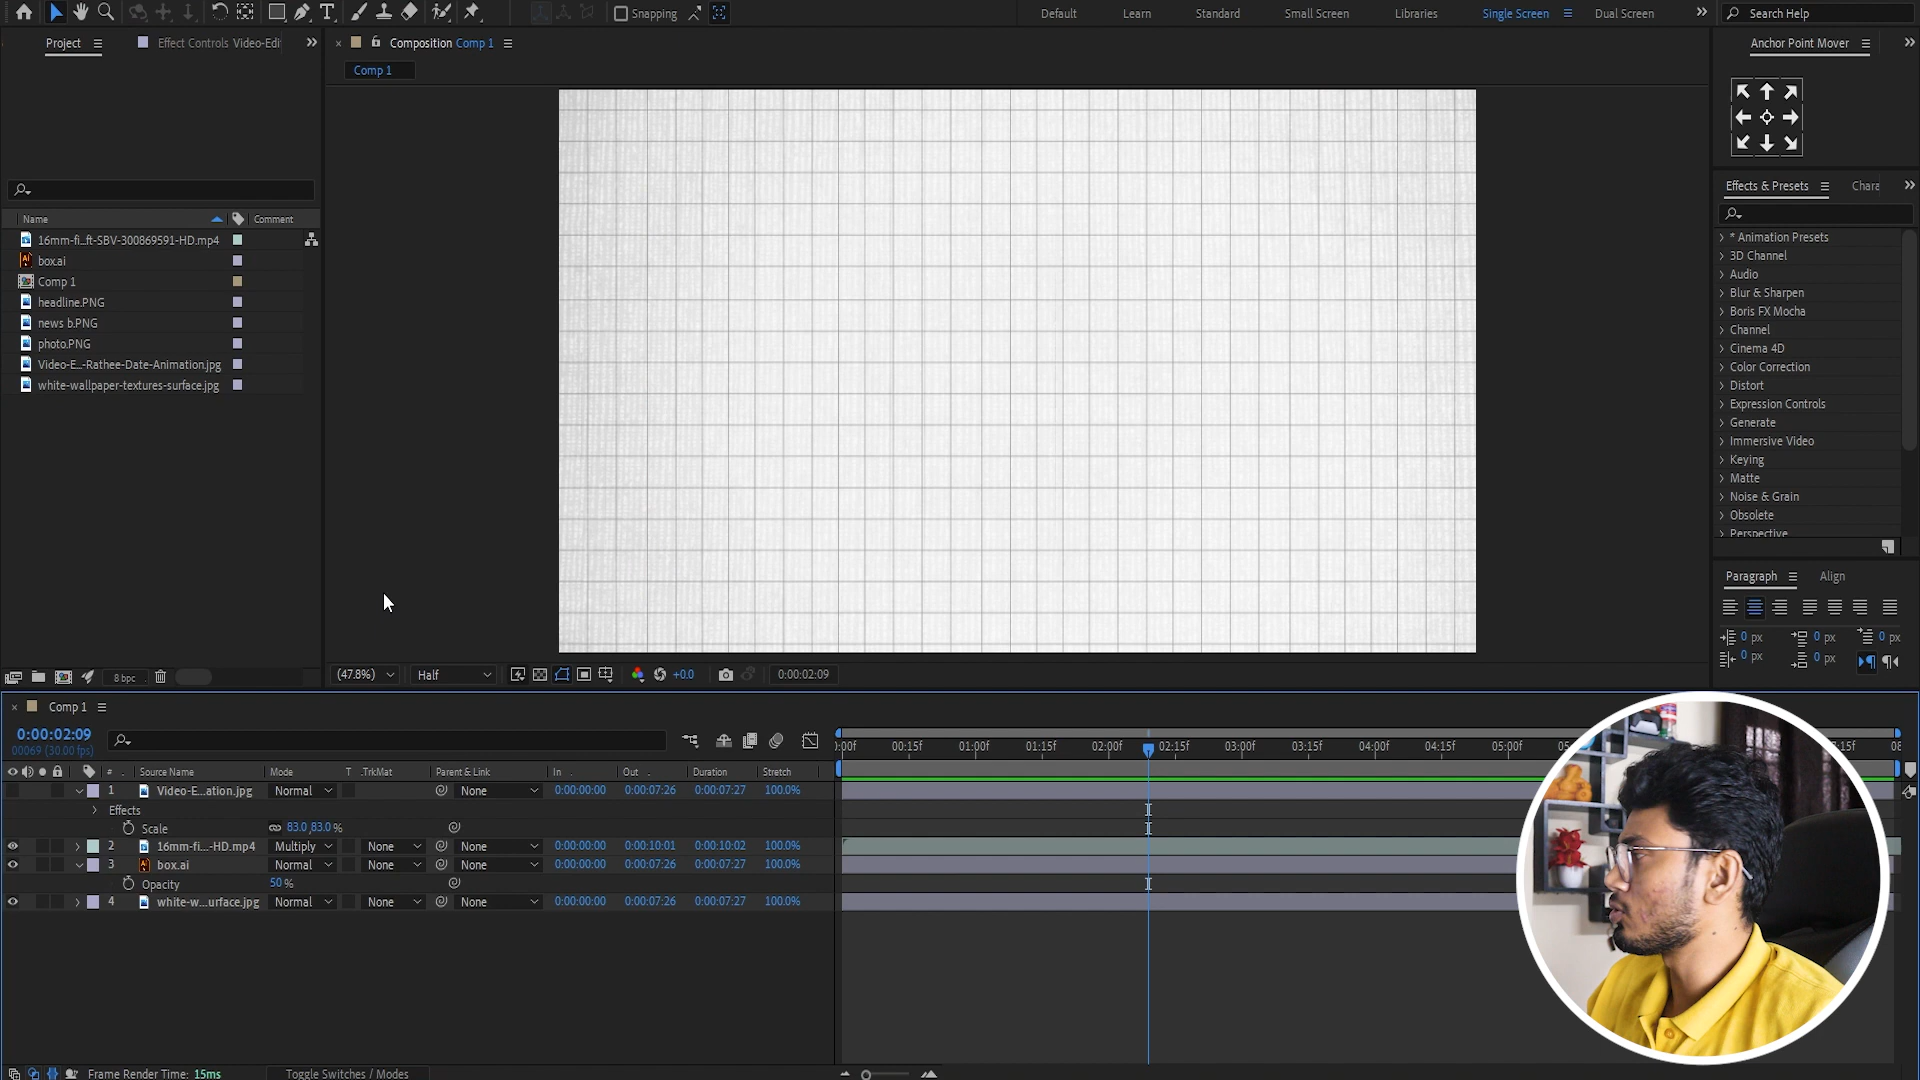 Snapping
Default
Learn
Standard
Small Screen
Libraries
Single Screen
Dual Screen
Search Help
Project
Effect Controls Video-Edi
Composition Comp 1
Anchor Point Mover
Comp 1
Effects & Presets
Chara
Name
Comment
16mm-fi...ft-SBV-300869591-HD.mp4
box.ai
Comp 1
headline.PNG
news b.PNG
photo.PNG
Video-E...-Rathee-Date-Animation.jpg
white-wallpaper-textures-surface.jpg
* Animation Presets
3D Channel
Audio
Blur & Sharpen
Boris FX Mocha
Channel
Cinema 4D
Color Correction
Distort
Expression Controls
Generate
Immersive Video
Keying
Matte
Noise & Grain
Obsolete
Perspective
Paragraph
Align
0 px
0 px
0 px
0 px
0 px
8 bpc
(47.8%)
Half
+0.0
0:00:02:09
Comp 1
0:00:02:09
00069 (30.00 fps)
:00f 00:15f 01:00f 01:15f 02:00f 02:15f 03:00f 03:15f 04:00f 04:15f 05:00f
7:15f
# Source Name Mode T .TrkMat Parent & Link In Out Duration Stretch
1 Video-E...ation.jpg Normal None 0:00:00:00 0:00:07:26 0:00:07:27 100.0%
Effects
Scale 83.0,83.0 %
2 16mm-fi...-HD.mp4 Multiply None None 0:00:00:00 0:00:10:01 0:00:10:02 100.0%
3 box.ai Normal None None 0:00:00:00 0:00:07:26 0:00:07:27 100.0%
Opacity 50 %
4 white-w...urface.jpg Normal None None 0:00:00:00 0:00:07:26 0:00:07:27 100.0%
Frame Render Time: 15ms
Toggle Switches / Modes